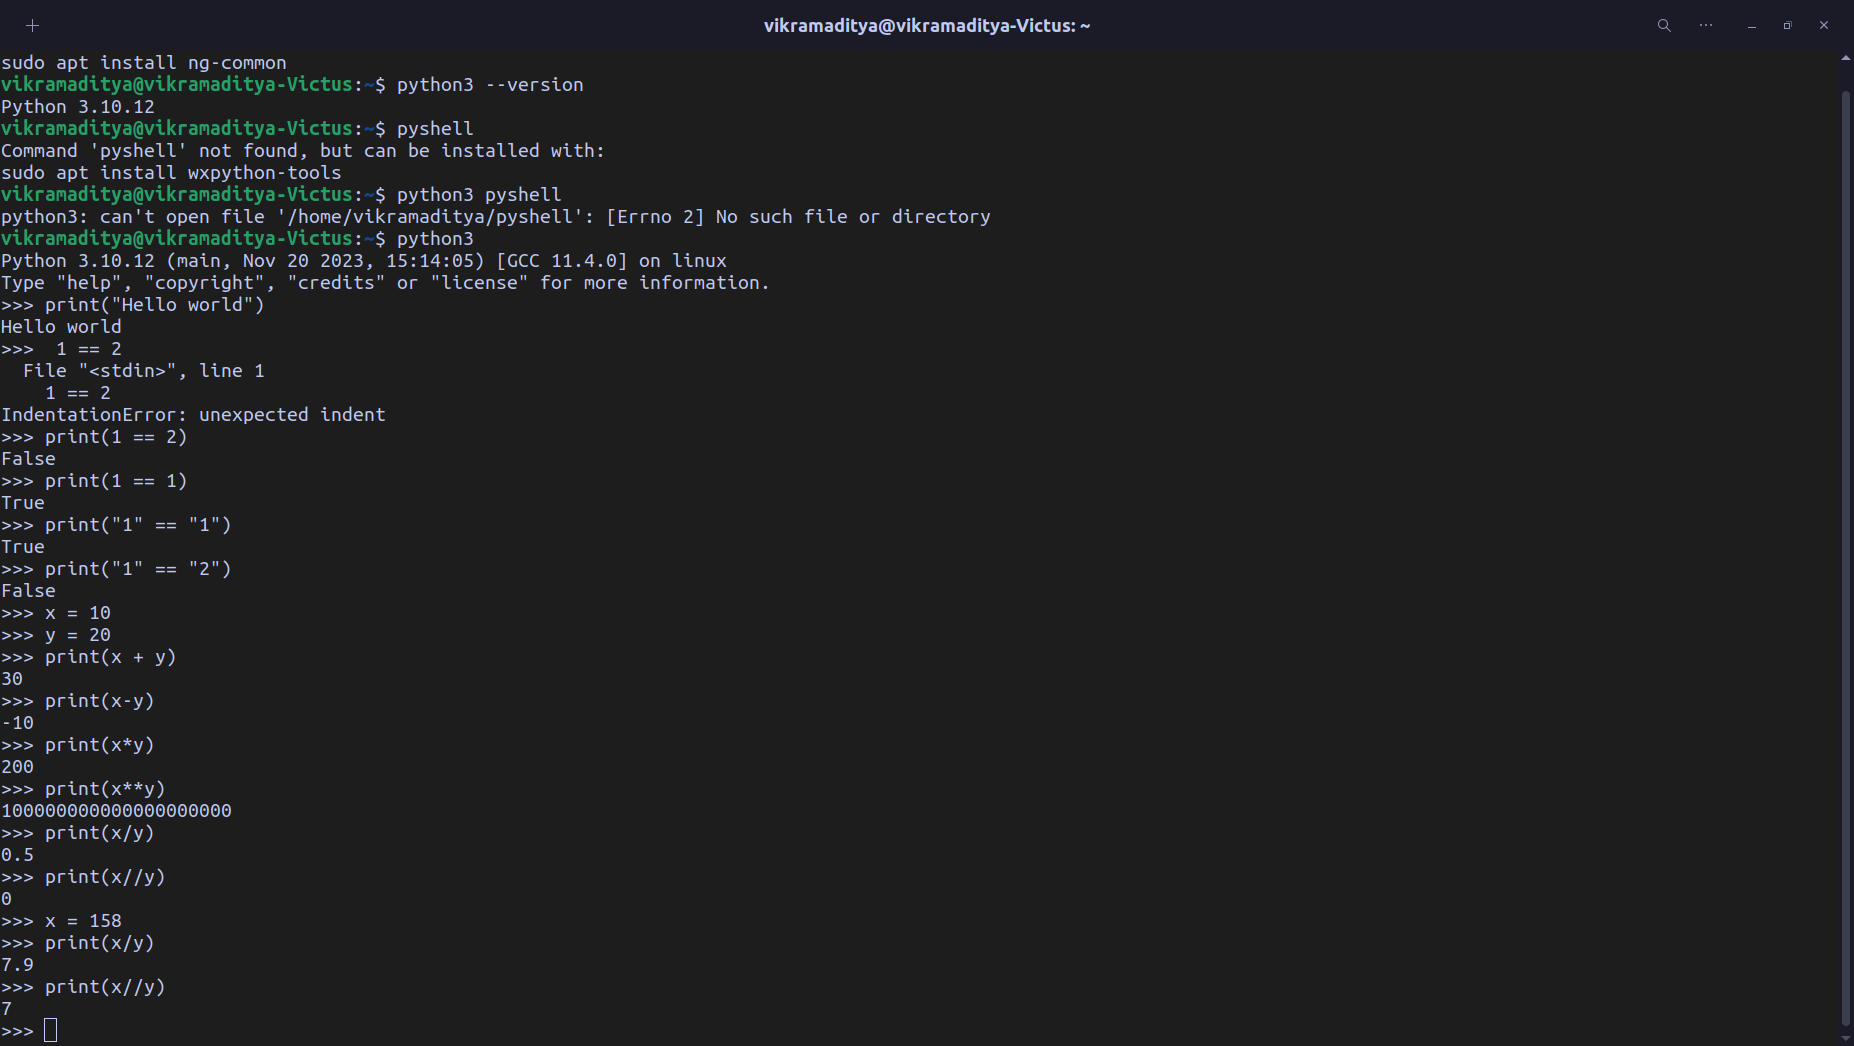 vikramaditya@vikramaditya-Victus: ~
sudo apt install ng-common
vikramaditya@vikramaditya-Victus:~$ python3 --version
Python 3.10.12
vikramaditya@vikramaditya-Victus:~$ pyshell
Command 'pyshell' not found, but can be installed with:
sudo apt install wxpython-tools
vikramaditya@vikramaditya-Victus:~$ python3 pyshell
python3: can't open file '/home/vikramaditya/pyshell': [Errno 2] No such file or directory
vikramaditya@vikramaditya-Victus:~$ python3
Python 3.10.12 (main, Nov 20 2023, 15:14:05) [GCC 11.4.0] on linux
Type "help", "copyright", "credits" or "license" for more information.
>>> print("Hello world")
Hello world
>>>  1 == 2
  File "<stdin>", line 1
    1 == 2
IndentationError: unexpected indent
>>> print(1 == 2)
False
>>> print(1 == 1)
True
>>> print("1" == "1")
True
>>> print("1" == "2")
False
>>> x = 10
>>> y = 20
>>> print(x + y)
30
>>> print(x-y)
-10
>>> print(x*y)
200
>>> print(x**y)
100000000000000000000
>>> print(x/y)
0.5
>>> print(x//y)
0
>>> x = 158
>>> print(x/y)
7.9
>>> print(x//y)
7
>>>